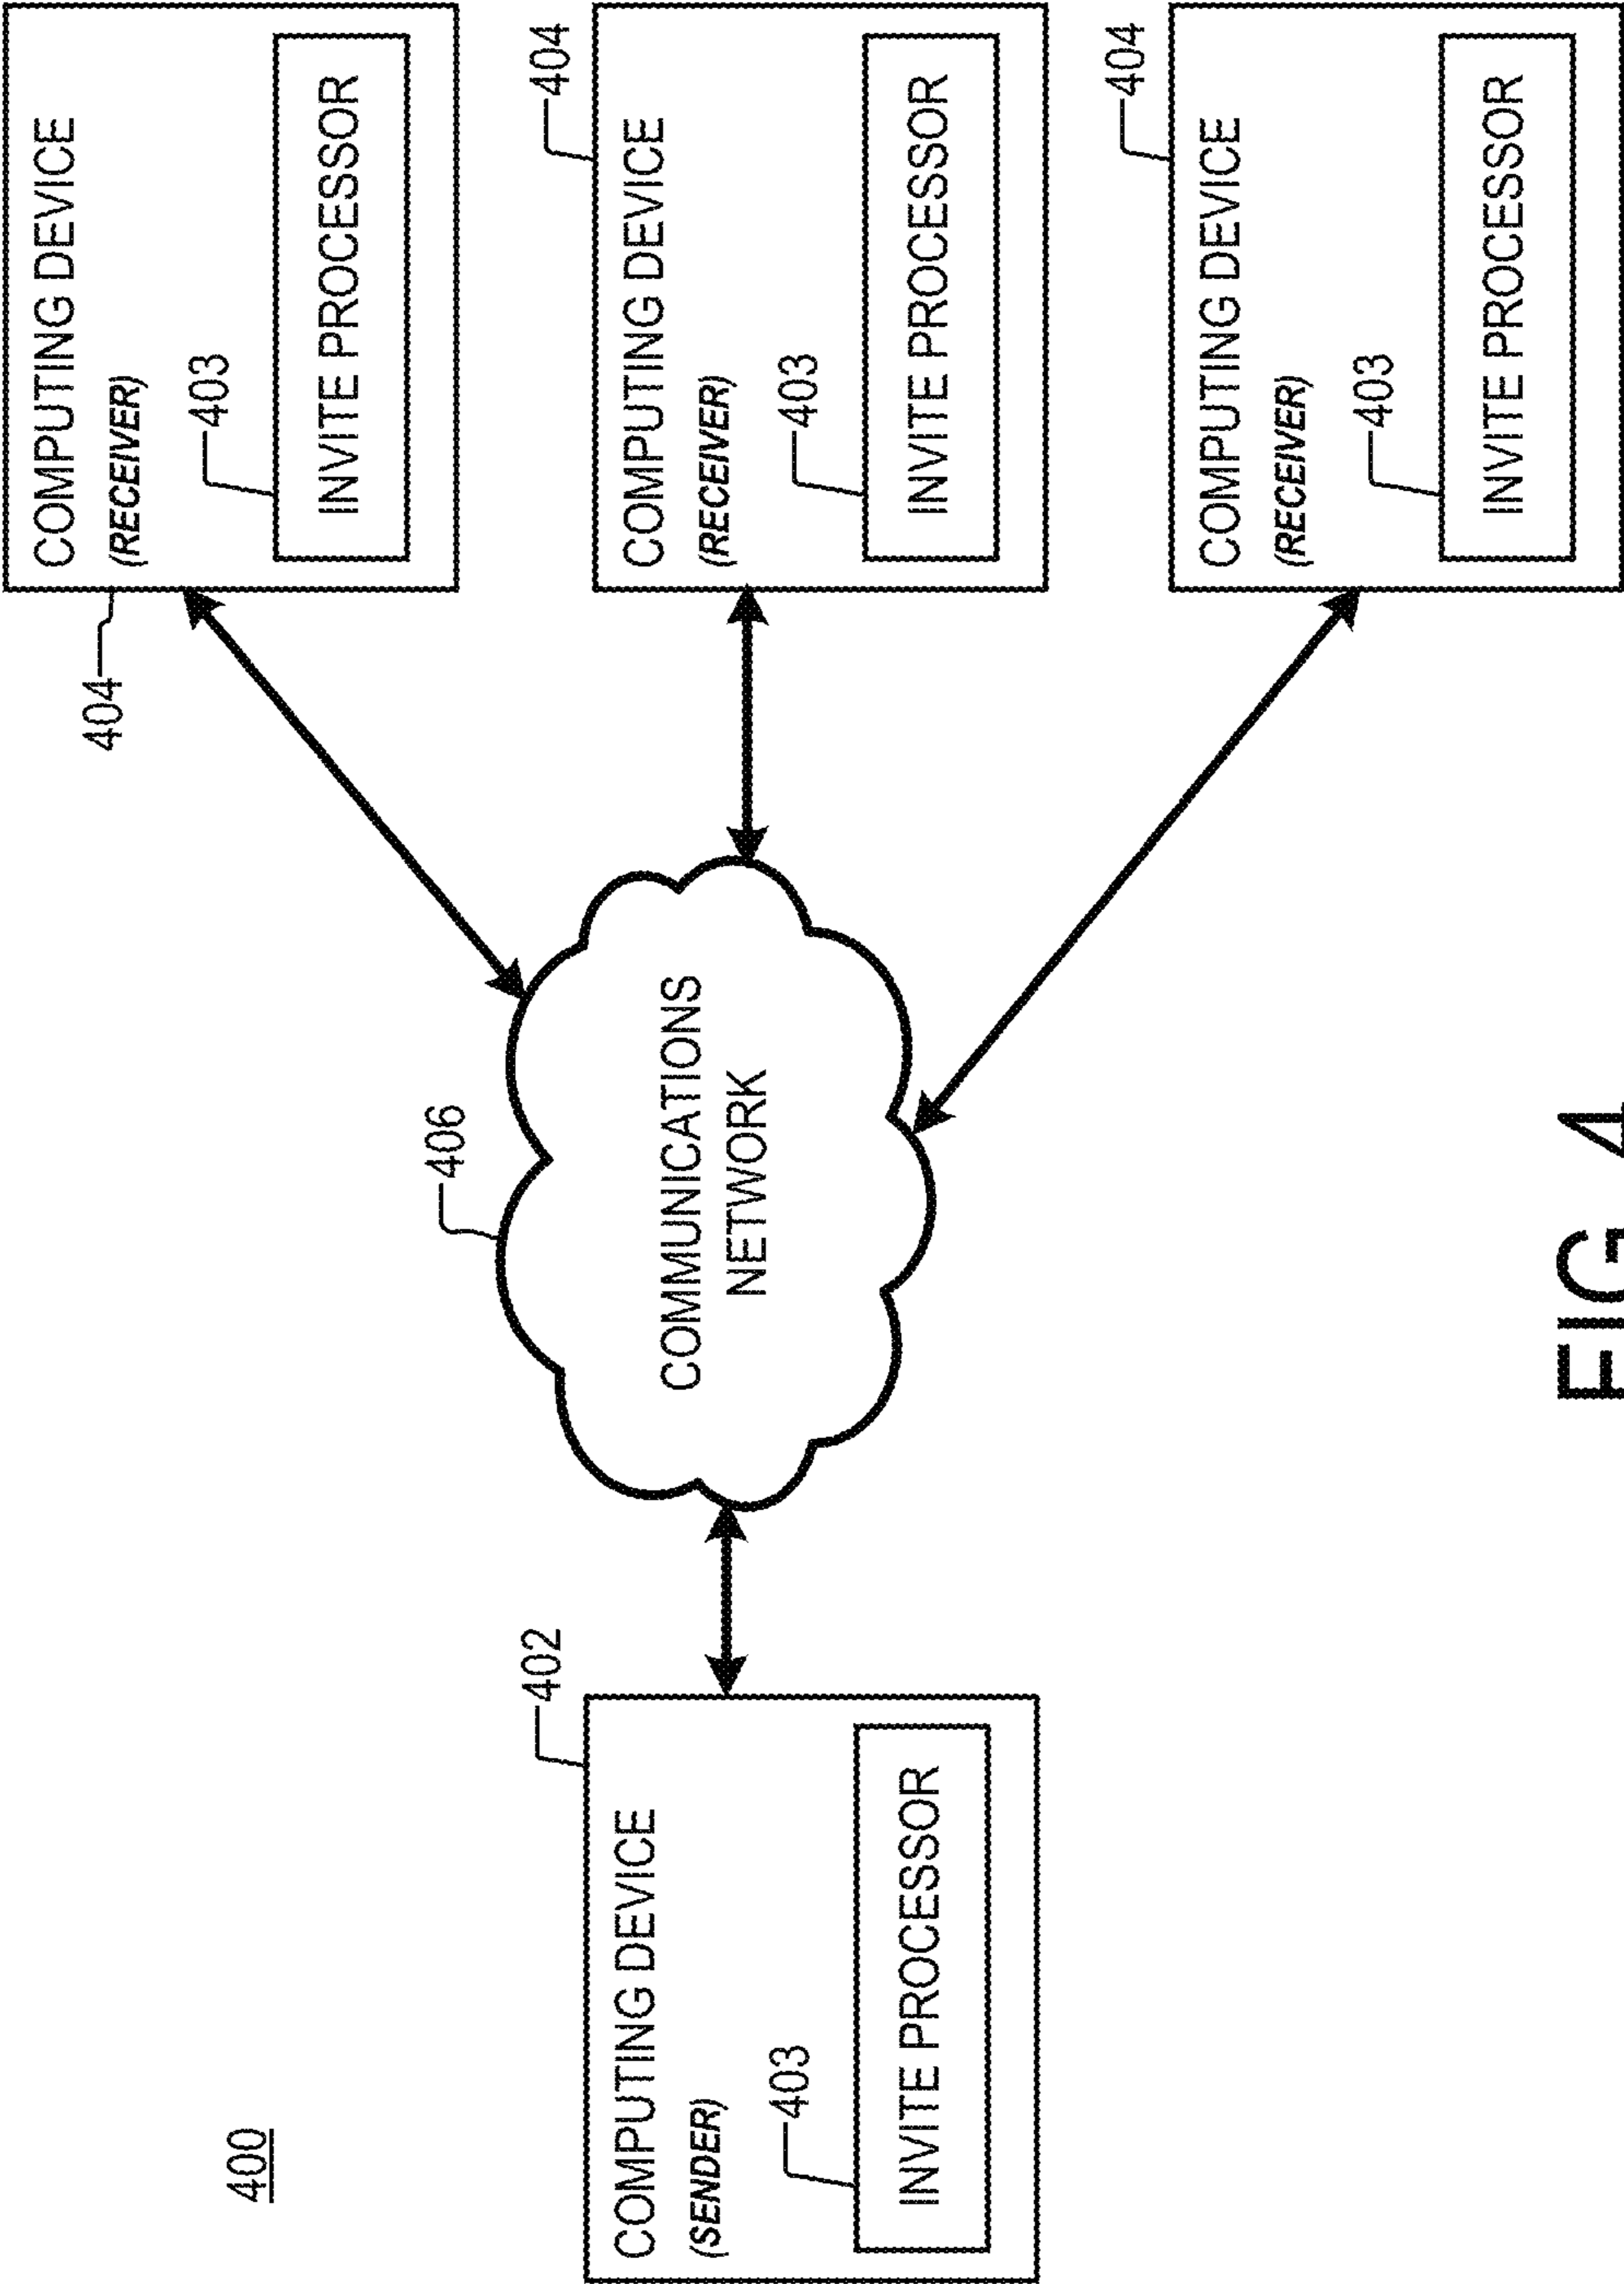 400
402
COMPUTING DEVICE
(SENDER)
403
INVITE PROCESSOR
406
COMMUNICATIONS
NETWORK
404
COMPUTING DEVICE
(RECEIVER)
403
INVITE PROCESSOR
404
COMPUTING DEVICE
(RECEIVER)
403
INVITE PROCESSOR
404
COMPUTING DEVICE
(RECEIVER)
403
INVITE PROCESSOR
FIG 4